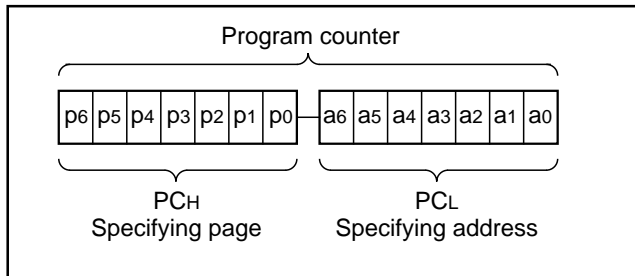 Program counter
p6 p5 p4 p3 p2 p1 p0 a6 a5 a4 a3 a2 a1 a0
PCH PCL
Specifying page Specifying address